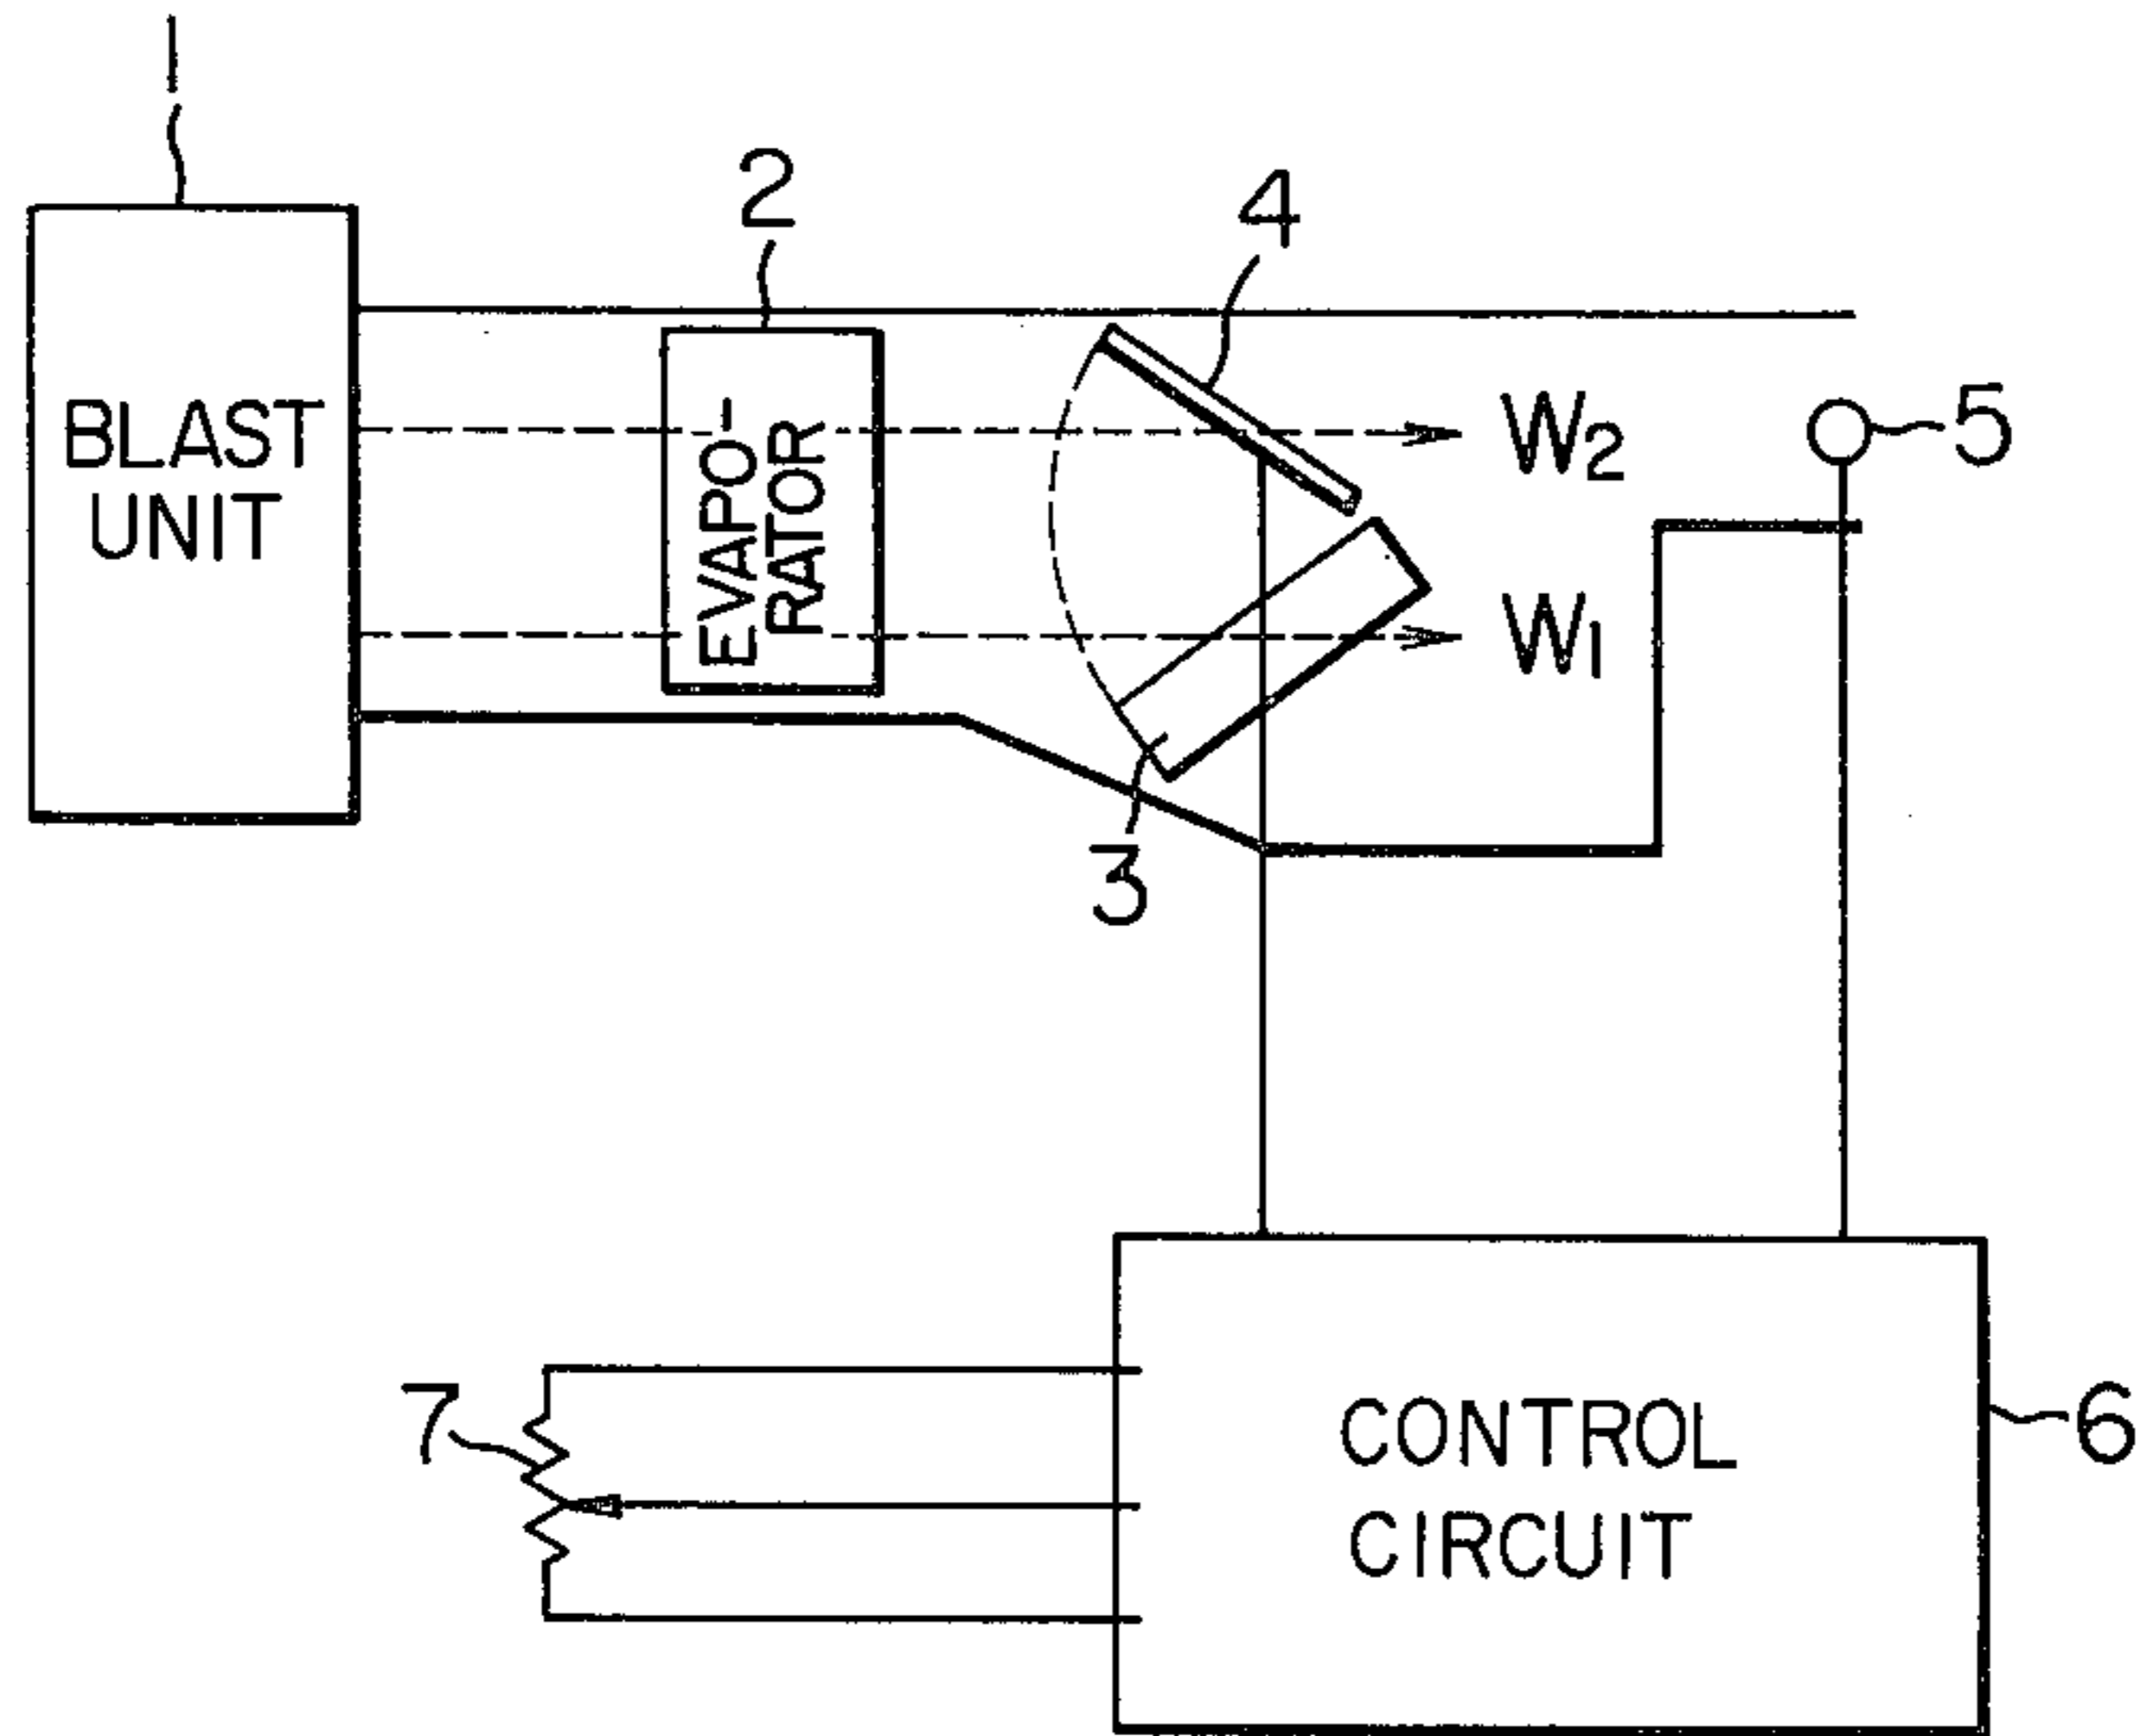 1
2
4
BLAST
UNIT
EVAPO-
RATOR
W2
5
W1
3
7
CONTROL
CIRCUIT
6